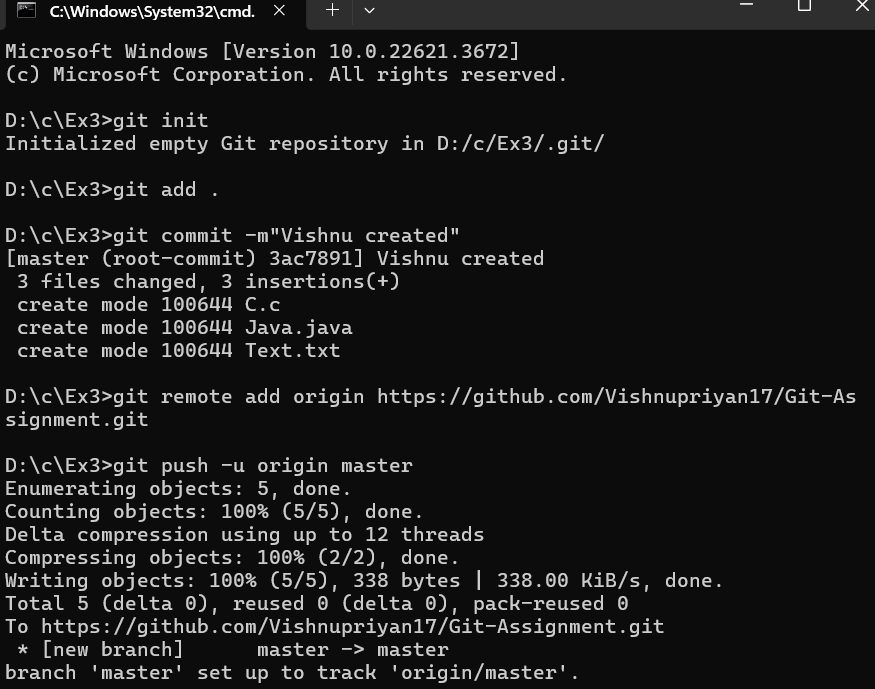 C:\Windows\System32\cmd.
Microsoft Windows [Version 10.0.22621.3672]
(c) Microsoft Corporation. All rights reserved.
D:\c\Ex3>git init
Initialized empty Git repository in D:/c/Ex3/.git/
D:\c\Ex3>git add .
D:\c\Ex3>git commit -m"Vishnu created"
[master (root-commit) 3ac7891] Vishnu created
 3 files changed, 3 insertions(+)
 create mode 100644 C.c
 create mode 100644 Java.java
 create mode 100644 Text.txt
D:\c\Ex3>git remote add origin https://github.com/Vishnupriyan17/Git-As
signment.git
D:\c\Ex3>git push -u origin master
Enumerating objects: 5, done.
Counting objects: 100% (5/5), done.
Delta compression using up to 12 threads
Compressing objects: 100% (2/2), done.
Writing objects: 100% (5/5), 338 bytes | 338.00 KiB/s, done.
Total 5 (delta 0), reused 0 (delta 0), pack-reused 0
To https://github.com/Vishnupriyan17/Git-Assignment.git
 * [new branch]      master -> master
branch 'master' set up to track 'origin/master'.